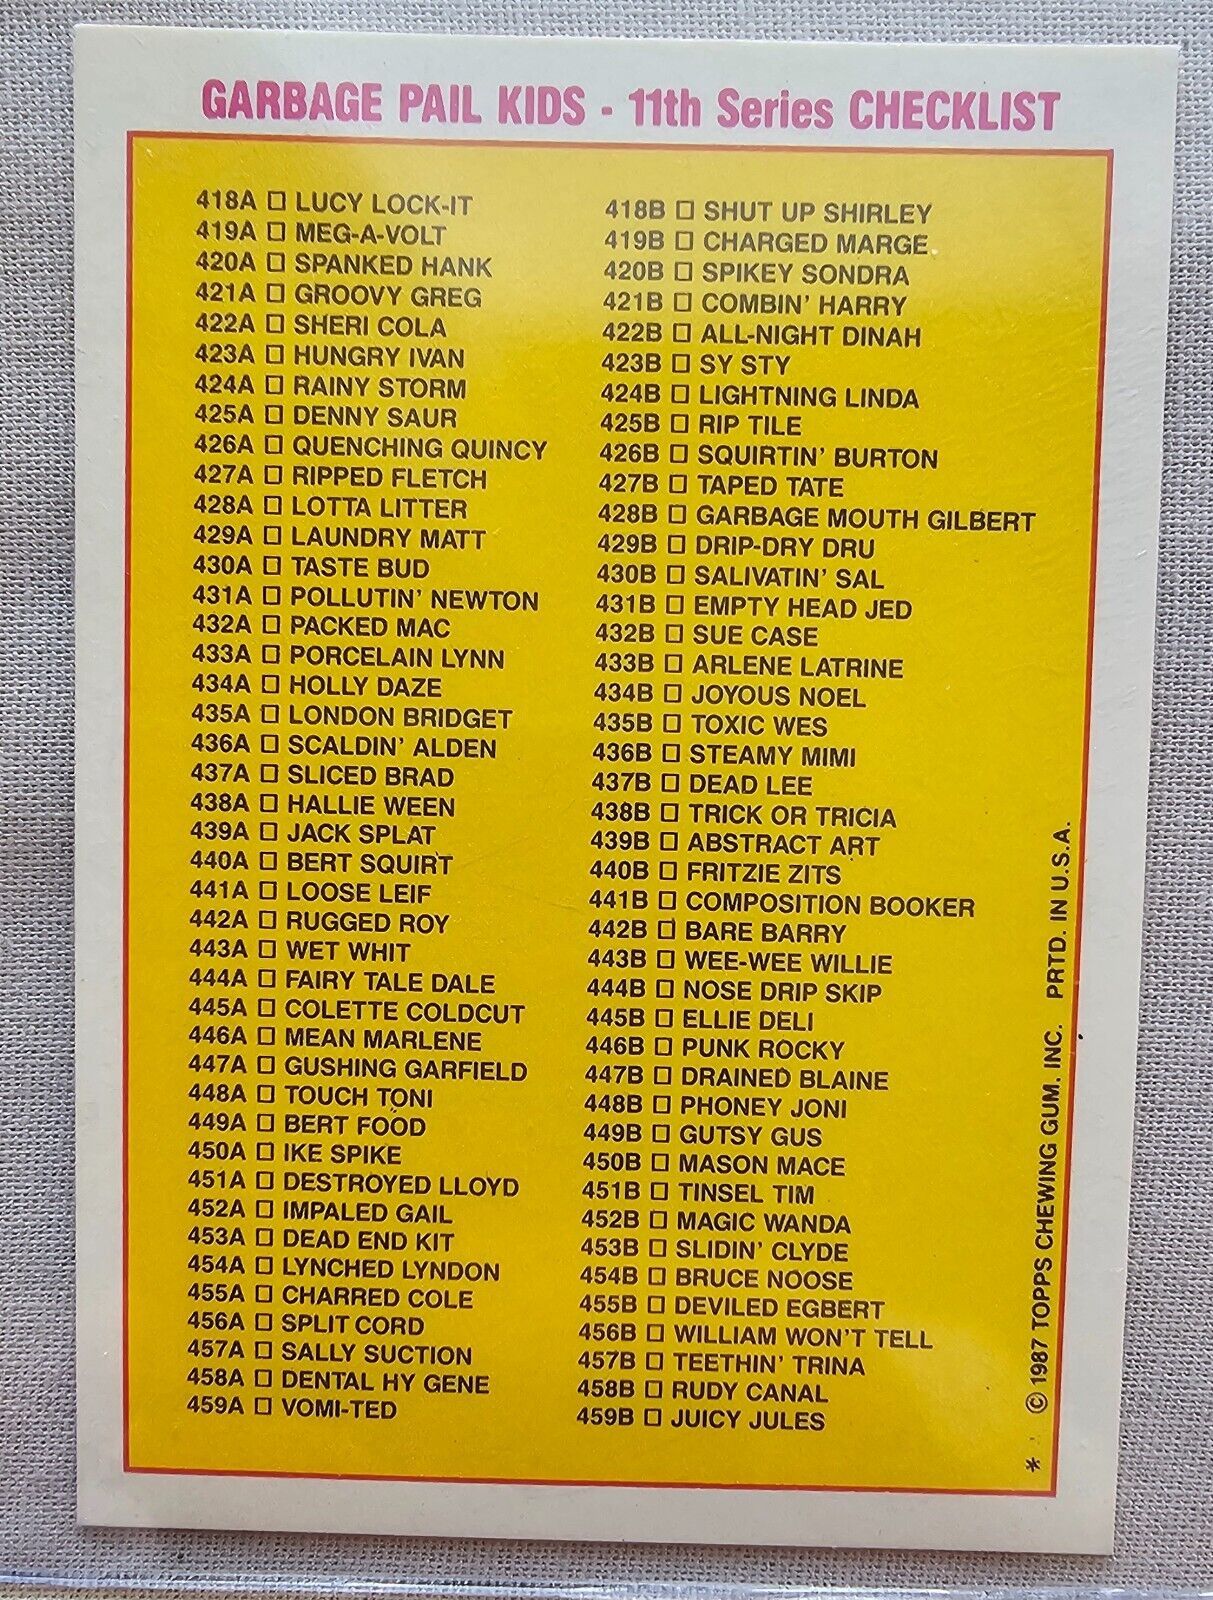 GARBAGE PAIL KIDS - 11th Series CHECKLIST
418A □ LUCY LOCK-IT
419A □ MEG-A-VOLT
420A □ SPANKED HANK
421A □ GROOVY GREG
422A □ SHERI COLA
423A □ HUNGRY IVAN
424A □ RAINY STORM
425A □ DENNY SAUR
426A □ QUENCHING QUINCY
427A □ RIPPED FLETCH
428A □ LOTTA LITTER
429A □ LAUNDRY MATT
430A □ TASTE BUD
431A □ POLLUTIN' NEWTON
432A □ PACKED MAC
433A □ PORCELAIN LYNN
434A □ HOLLY DAZE
435A □ LONDON BRIDGET
436A □ SCALDIN' ALDEN
437A □ SLICED BRAD
438A □ HALLIE WEEN
439A □ JACK SPLAT
440A □ BERT SQUIRT
441A □ LOOSE LEIF
442A □ RUGGED ROY
443A □ WET WHIT
444A □ FAIRY TALE DALE
445A □ COLETTE COLDCUT
446A □ MEAN MARLENE
447A □ GUSHING GARFIELD
448A □ TOUCH TONI
449A □ BERT FOOD
450A □ IKE SPIKE
451A □ DESTROYED LLOYD
452A □ IMPALED GAIL
453A □ DEAD END KIT
454A □ LYNCHED LYNDON
455A □ CHARRED COLE
456A □ SPLIT CORD
457A □ SALLY SUCTION
458A □ DENTAL HY GENE
459A □ VOMI-TED
418B □ SHUT UP SHIRLEY
419B □ CHARGED MARGE
420B □ SPIKEY SONDRA
421B □ COMBIN' HARRY
422B □ ALL-NIGHT DINAH
423B □ SY STY
424B □ LIGHTNING LINDA
425B □ RIP TILE
426B □ SQUIRTIN' BURTON
427B □ TAPED TATE
428B □ GARBAGE MOUTH GILBERT
429B □ DRIP-DRY DRU
430B □ SALIVATIN' SAL
431B □ EMPTY HEAD JED
432B □ SUE CASE
433B □ ARLENE LATRINE
434B □ JOYOUS NOEL
435B □ TOXIC WES
436B □ STEAMY MIMI
437B □ DEAD LEE
438B □ TRICK OR TRICIA
439B □ ABSTRACT ART
440B □ FRITZIE ZITS
441B □ COMPOSITION BOOKER
442B □ BARE BARRY
443B □ WEE-WEE WILLIE
444B □ NOSE DRIP SKIP
445B □ ELLIE DELI
446B □ PUNK ROCKY
447B □ DRAINED BLAINE
448B □ PHONEY JONI
449B □ GUTSY GUS
450B □ MASON MACE
451B □ TINSEL TIM
452B □ MAGIC WANDA
453B □ SLIDIN' CLYDE
454B □ BRUCE NOOSE
455B □ DEVILED EGBERT
456B □ WILLIAM WON'T TELL
457B □ TEETHIN' TRINA
458B □ RUDY CANAL
459B □ JUICY JULES
* © 1987 TOPPS CHEWING GUM, INC. PRTD. IN U.S.A.